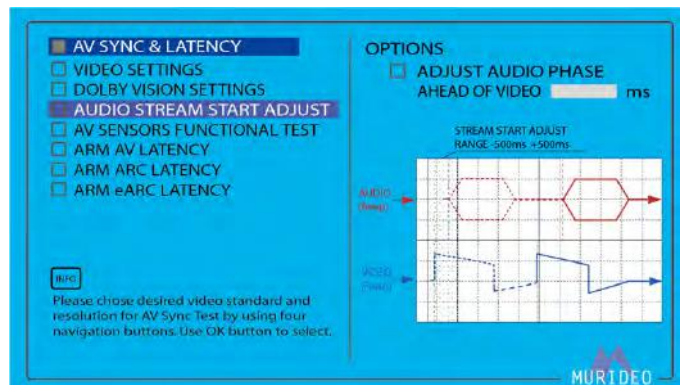 AV SYNC & LATENCY
VIDEO SETTINGS
DOLBY VISION SETTINGS
AUDIO STREAM START ADJUST
AV SENSORS FUNCTIONAL TEST
ARM AV LATENCY
ARM ARC LATENCY
ARM eARC LATENCY
INFO
Please chose desired video standard and
resolution for AV Sync Test by using four
navigation buttons. Use OK button to select.
OPTIONS
ADJUST AUDIO PHASE
AHEAD OF VIDEO ms
STREAM START ADJUST
RANGE -500ms +500ms
AUDIO
(Beep)
VIDEO
MURIDEO